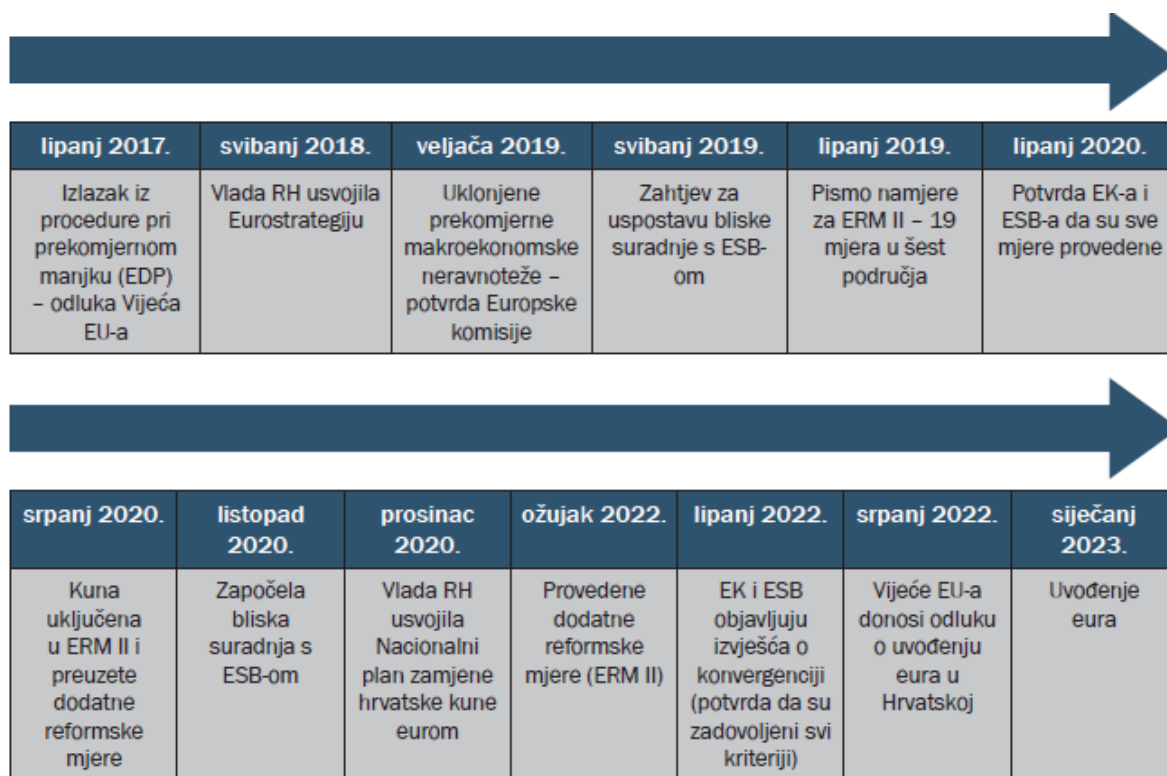 lipanj 2017.
svibanj 2018.
veljača 2019.
svibanj 2019.
lipanj 2019.
lipanj 2020.
Izlazak iz
procedure pri
prekomjernom
manjku (EDP)
– odluka Vijeća
EU-a
Vlada RH usvojila
Eurostrategiju
Uklonjene
prekomjerne
makroekonomske
neravnoteže –
potvrda Europske
komisije
Zahtjev za
uspostavu bliske
suradnje s ESB-
om
Pismo namjere
za ERM II – 19
mjera u šest
područja
Potvrda EK-a i
ESB-a da su sve
mjere provedene
srpanj 2020.
listopad
2020.
prosinac
2020.
ožujak 2022.
lipanj 2022.
srpanj 2022.
siječanj
2023.
Kuna
uključena
u ERM II i
preuzete
dodatne
reformske
mjere
Započela
bliska
suradnja s
ESB-om
Vlada RH
usvojila
Nacionalni
plan zamjene
hrvatske kune
eurom
Provedene
dodatne
reformske
mjere (ERM II)
EK i ESB
objavljuju
izvješća o
konvergenciji
(potvrda da su
zadovoljeni svi
kriteriji)
Vijeće EU-a
donosi odluku
o uvođenju
eura u
Hrvatskoj
Uvođenje
eura